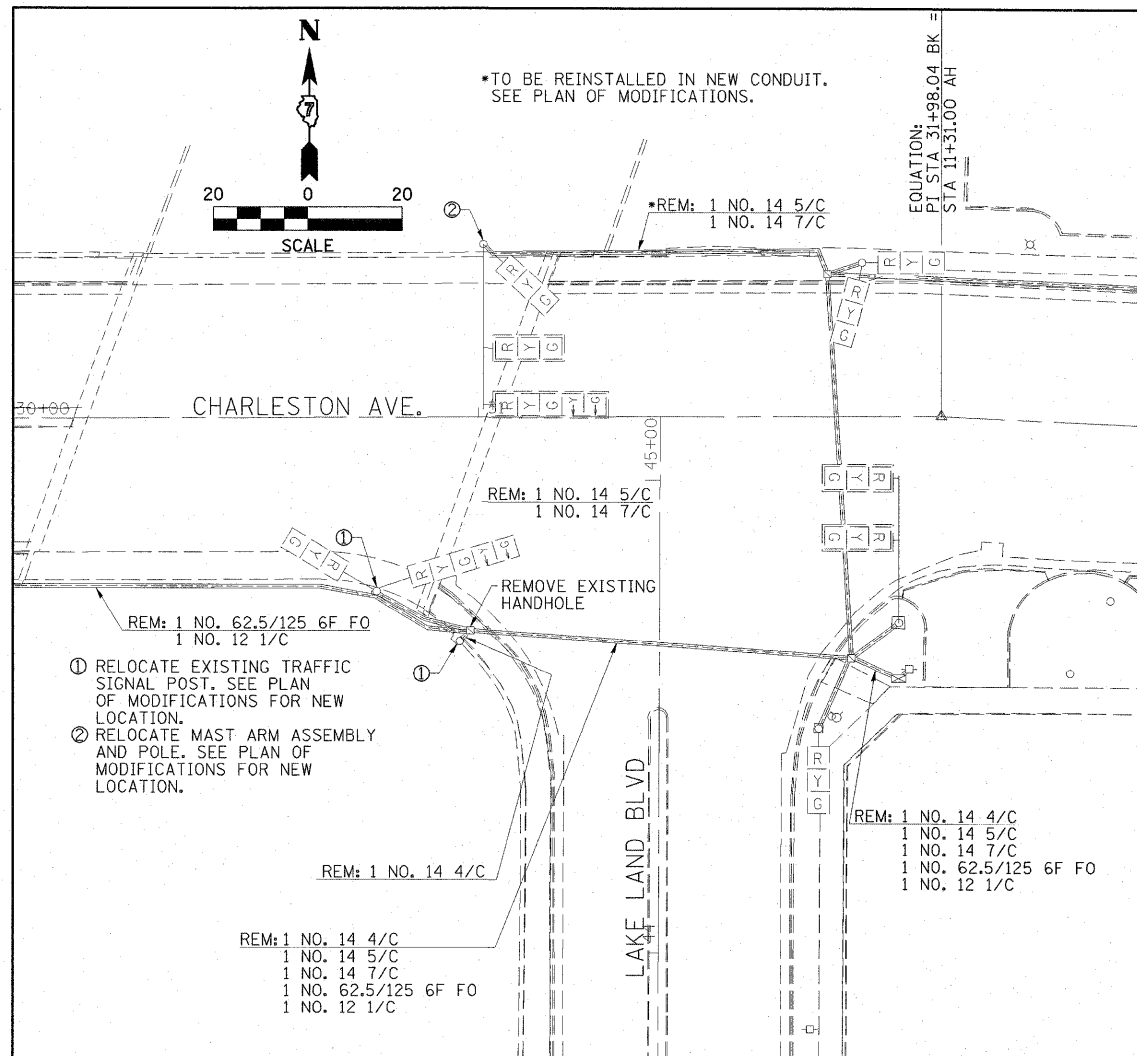 N
7
*TO BE REINSTALLED IN NEW CONDUIT.
SEE PLAN OF MODIFICATIONS.
EQUATION:
PI STA 31+98.04 BK =
STA 11+31.00 AH
20 0 20
SCALE
②
*REM: 1 NO. 14 5/C
1 NO. 14 7/C
R Y G
R Y G
R Y G
R Y G
30+00
CHARLESTON AVE.
R Y G ←Y ←G
45+00
REM: 1 NO. 14 5/C
1 NO. 14 7/C
G Y R
G Y R
①
R Y G
R Y G ←Y ←G
REMOVE EXISTING
HANDHOLE
REM: 1 NO. 62.5/125 6F FO
1 NO. 12 1/C
①
① RELOCATE EXISTING TRAFFIC
SIGNAL POST. SEE PLAN
OF MODIFICATIONS FOR NEW
LOCATION.
② RELOCATE MAST ARM ASSEMBLY
AND POLE. SEE PLAN OF
MODIFICATIONS FOR NEW
LOCATION.
LAKE LAND BLVD
R
Y
G
REM: 1 NO. 14 4/C
1 NO. 14 5/C
1 NO. 14 7/C
1 NO. 62.5/125 6F FO
1 NO. 12 1/C
REM: 1 NO. 14 4/C
REM: 1 NO. 14 4/C
1 NO. 14 5/C
1 NO. 14 7/C
1 NO. 62.5/125 6F FO
1 NO. 12 1/C